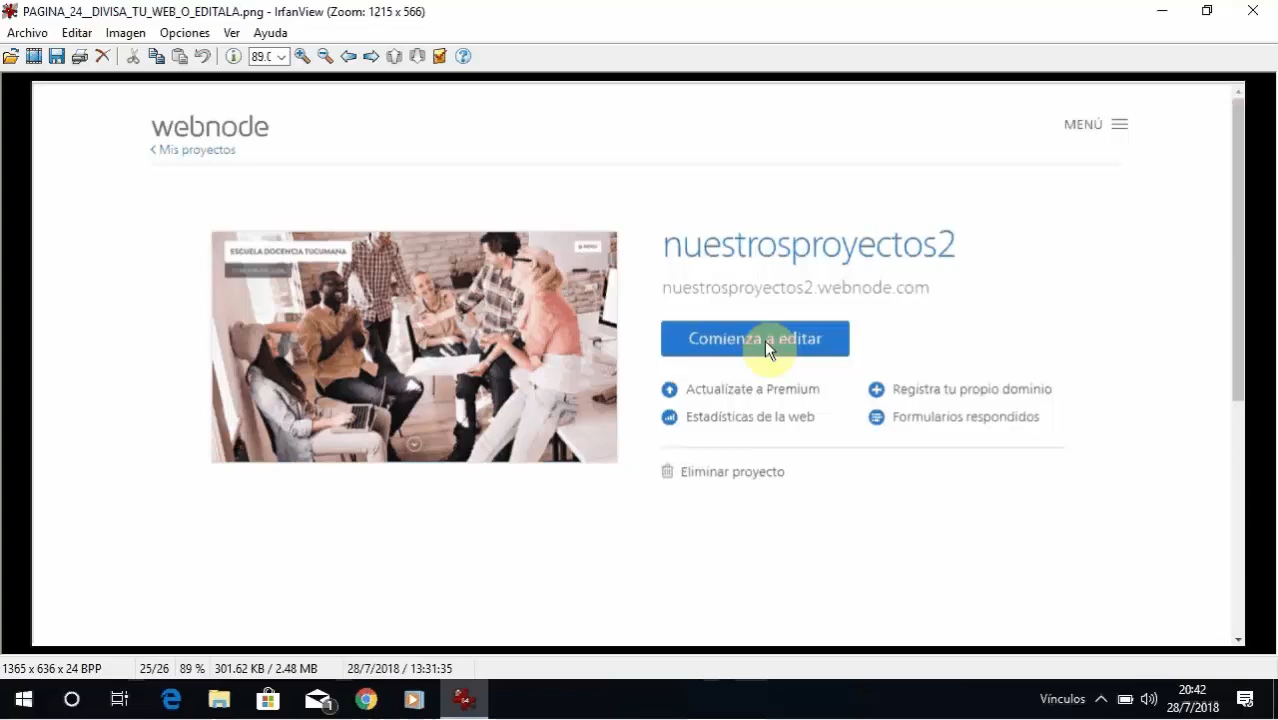 PAGINA_24__DIVISA_TU_WEB_O_EDITALA.png - IrfanView (Zoom: 1215 x 566)
Archivo Editar Imagen Opciones Ver Ayuda
89.0
webnode
MENÚ
< Mis proyectos
ESCUELA DOCENCIA TUCUMANA
nuestrosproyectos2
nuestrosproyectos2.webnode.com
Comienza a editar
Actualízate a Premium
Registra tu propio dominio
Estadísticas de la web
Formularios respondidos
Eliminar proyecto
1365 x 636 x 24 BPP 25/26 89 % 301.62 KB / 2.48 MB 28/7/2018 / 13:31:35
1
Vínculos
20:42
28/7/2018